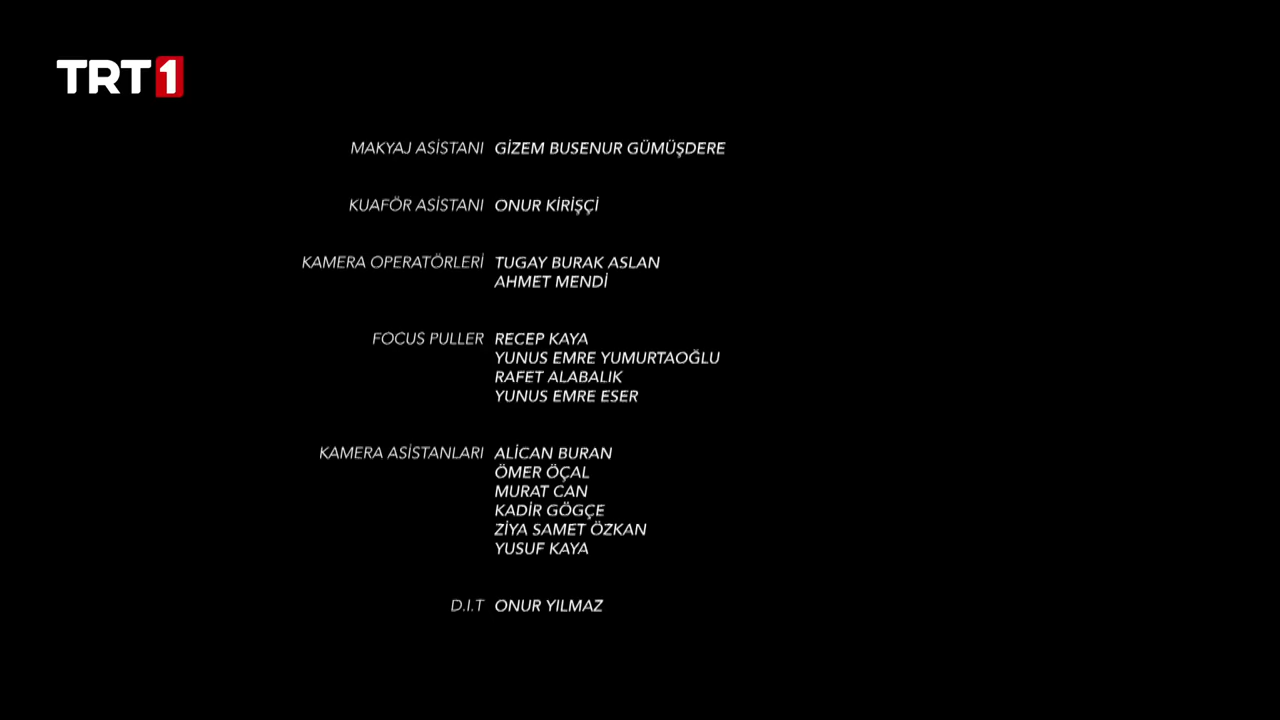 TRT 1
MAKYAJ ASİSTANI GİZEM BUSENUR GÜMÜŞDERE
KUAFÖR ASİSTANI ONUR KİRİŞÇİ
KAMERA OPERATÖRLERİ TUGAY BURAK ASLAN
AHMET MENDİ
FOCUS PULLER RECEP KAYA
YUNUS EMRE YUMURTAOĞLU
RAFET ALABALIK
YUNUS EMRE ESER
KAMERA ASİSTANLARI ALİCAN BURAN
ÖMER ÖÇAL
MURAT CAN
KADİR GÖGÇE
ZİYA SAMET ÖZKAN
YUSUF KAYA
D.I.T ONUR YILMAZ